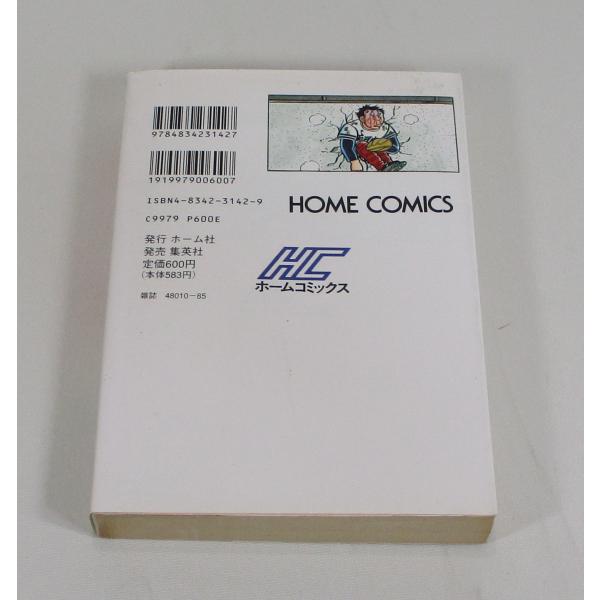 9784834231427
1919979006007
ISBN4-8342-3142-9
C9979 P600E
発行 ホーム社
発売 集英社
定価600円
(本体583円)
雑誌 48010-85
HOME COMICS
HC
ホームコミックス